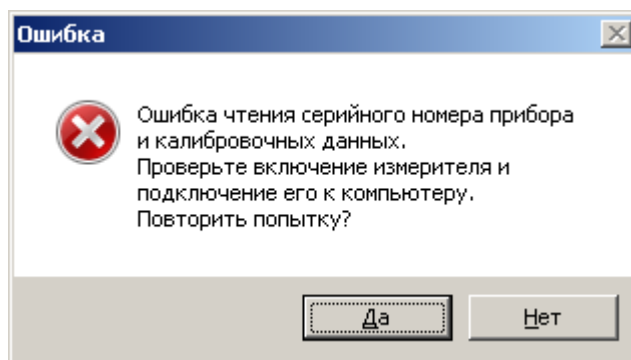 Ошибка
Ошибка чтения серийного номера прибора
и калибровочных данных.
Проверьте включение измерителя и
подключение его к компьютеру.
Повторить попытку?
Да
Нет